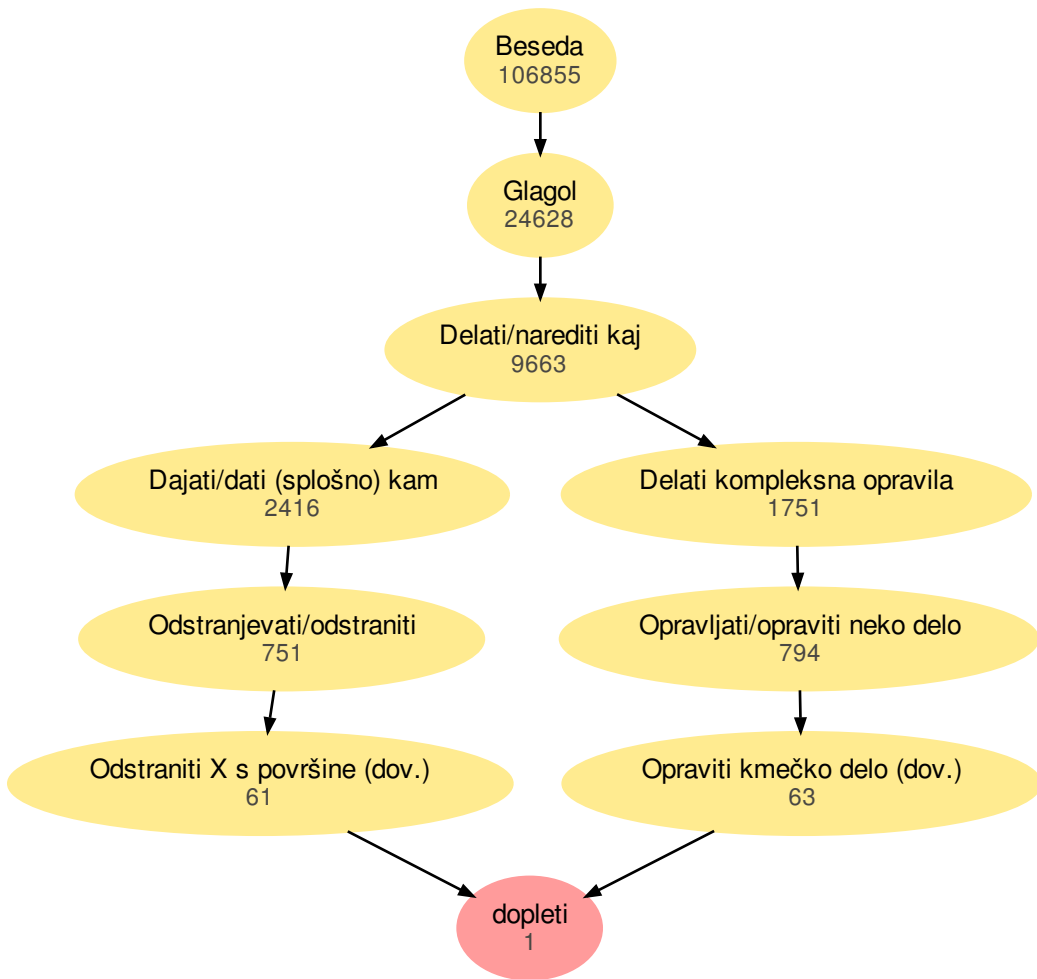 Beseda
106855
Glagol
24628
Delati/narediti kaj
9663
Dajati/dati (splošno) kam
2416
Delati kompleksna opravila
1751
Odstranjevati/odstraniti
751
Opravljati/opraviti neko delo
794
Odstraniti X s površine (dov.)
61
Opraviti kmečko delo (dov.)
63
dopleti
1